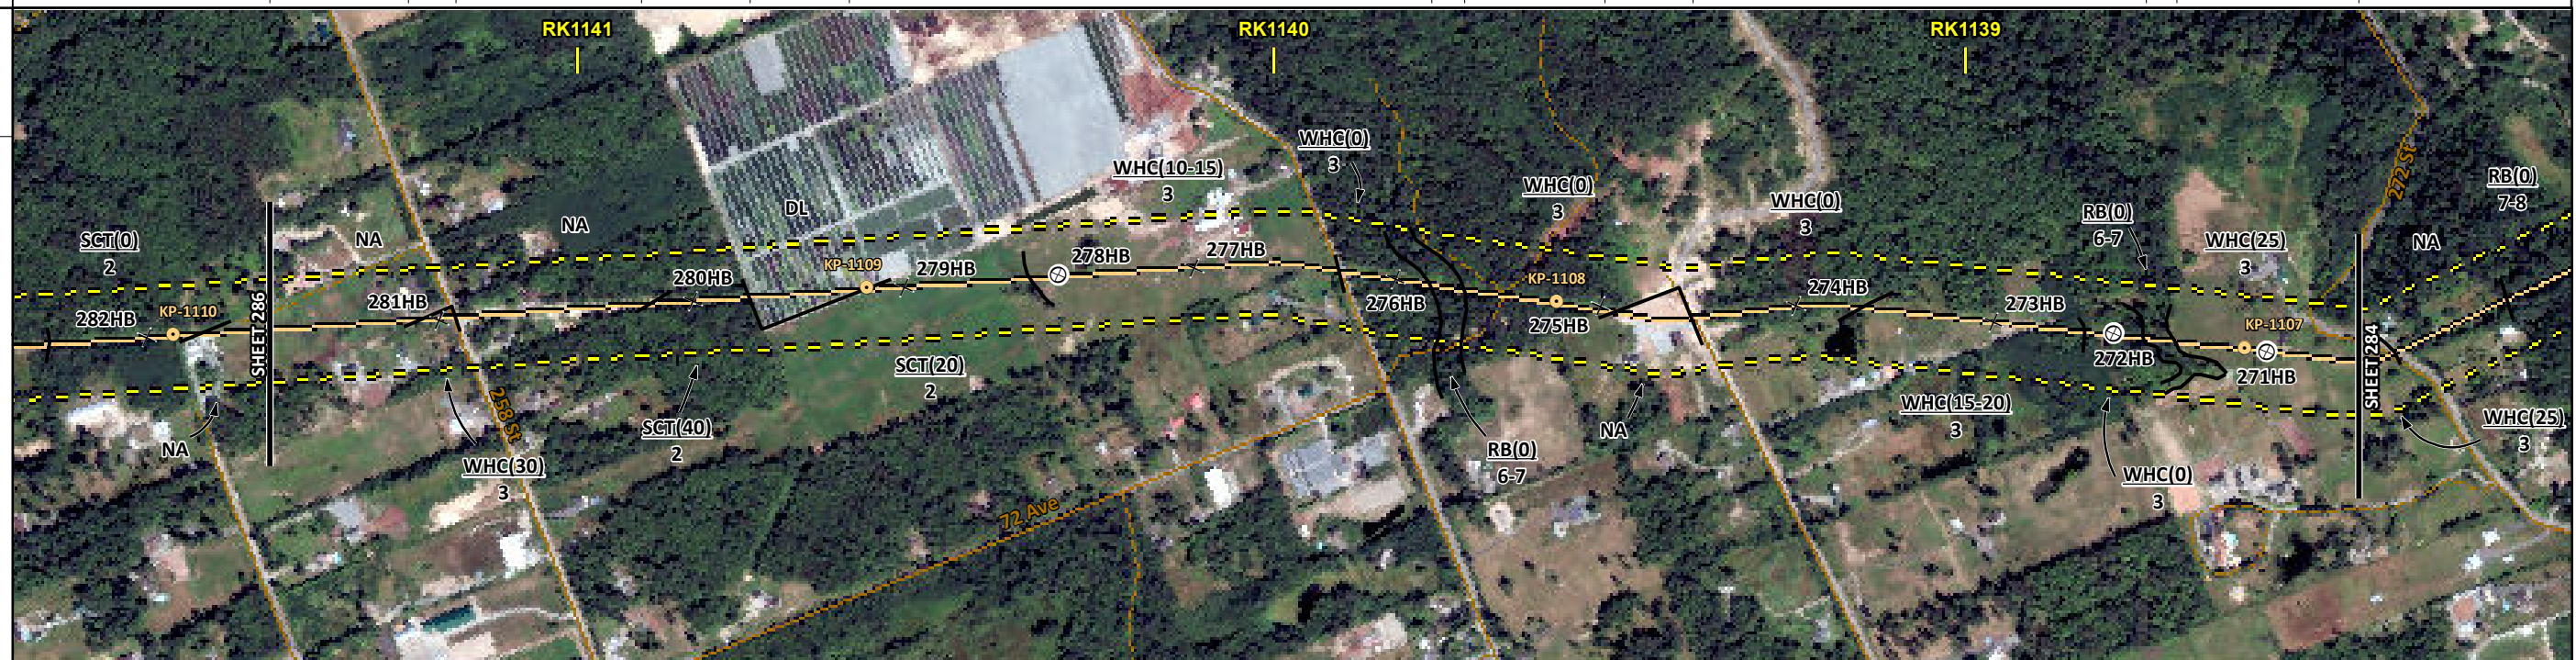 RK1141
RK1140
RK1139
WHC(0)
3
WHC(10-15)
3
WHC(0)
3
WHC(0)
3
272 St
RB(0)
7-8
DL
RB(0)
6-7
NA
NA
SCT(0)
2
WHC(25)
3
NA
277HB
278HB
KP-1109
279HB
280HB
KP-1108
274HB
281HB
276HB
273HB
KP-1110
282HB
275HB
KP-1107
SHEET 286
272HB
271HB
SHEET 284
SCT(20)
2
258 St
SCT(40)
2
NA
WHC(15-20)
3
WHC(25)
3
NA
RB(0)
6-7
WHC(30)
3
WHC(0)
3
72 Ave